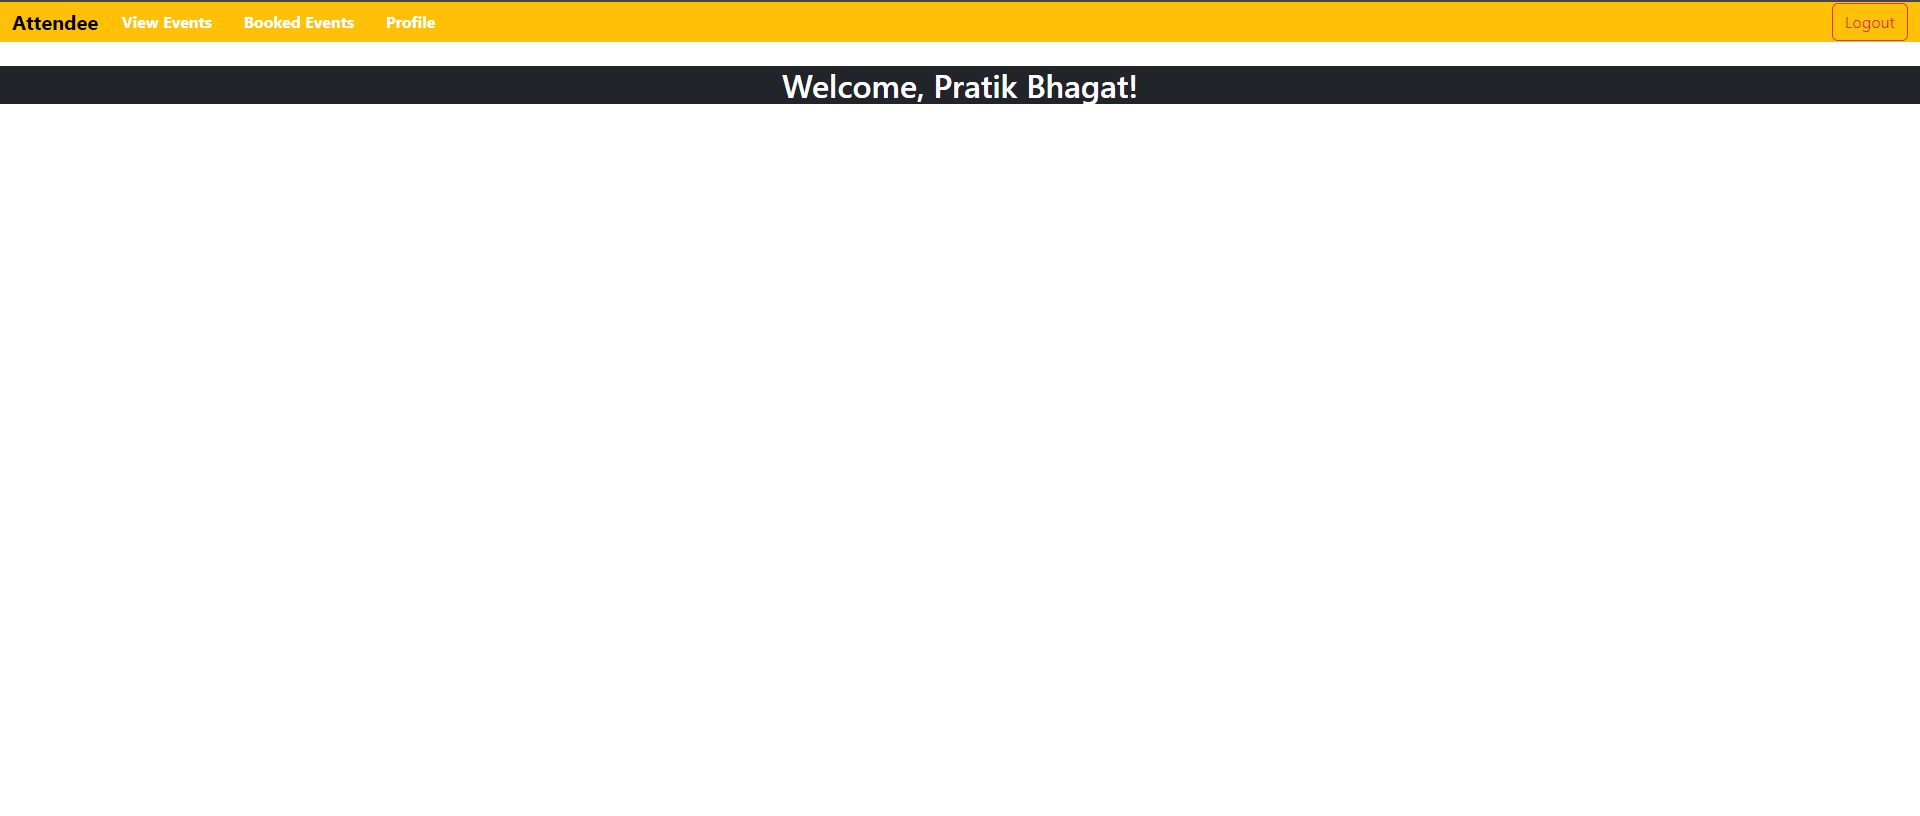 Attendee View Events Booked Events Profile Logout
Welcome, Pratik Bhagat!